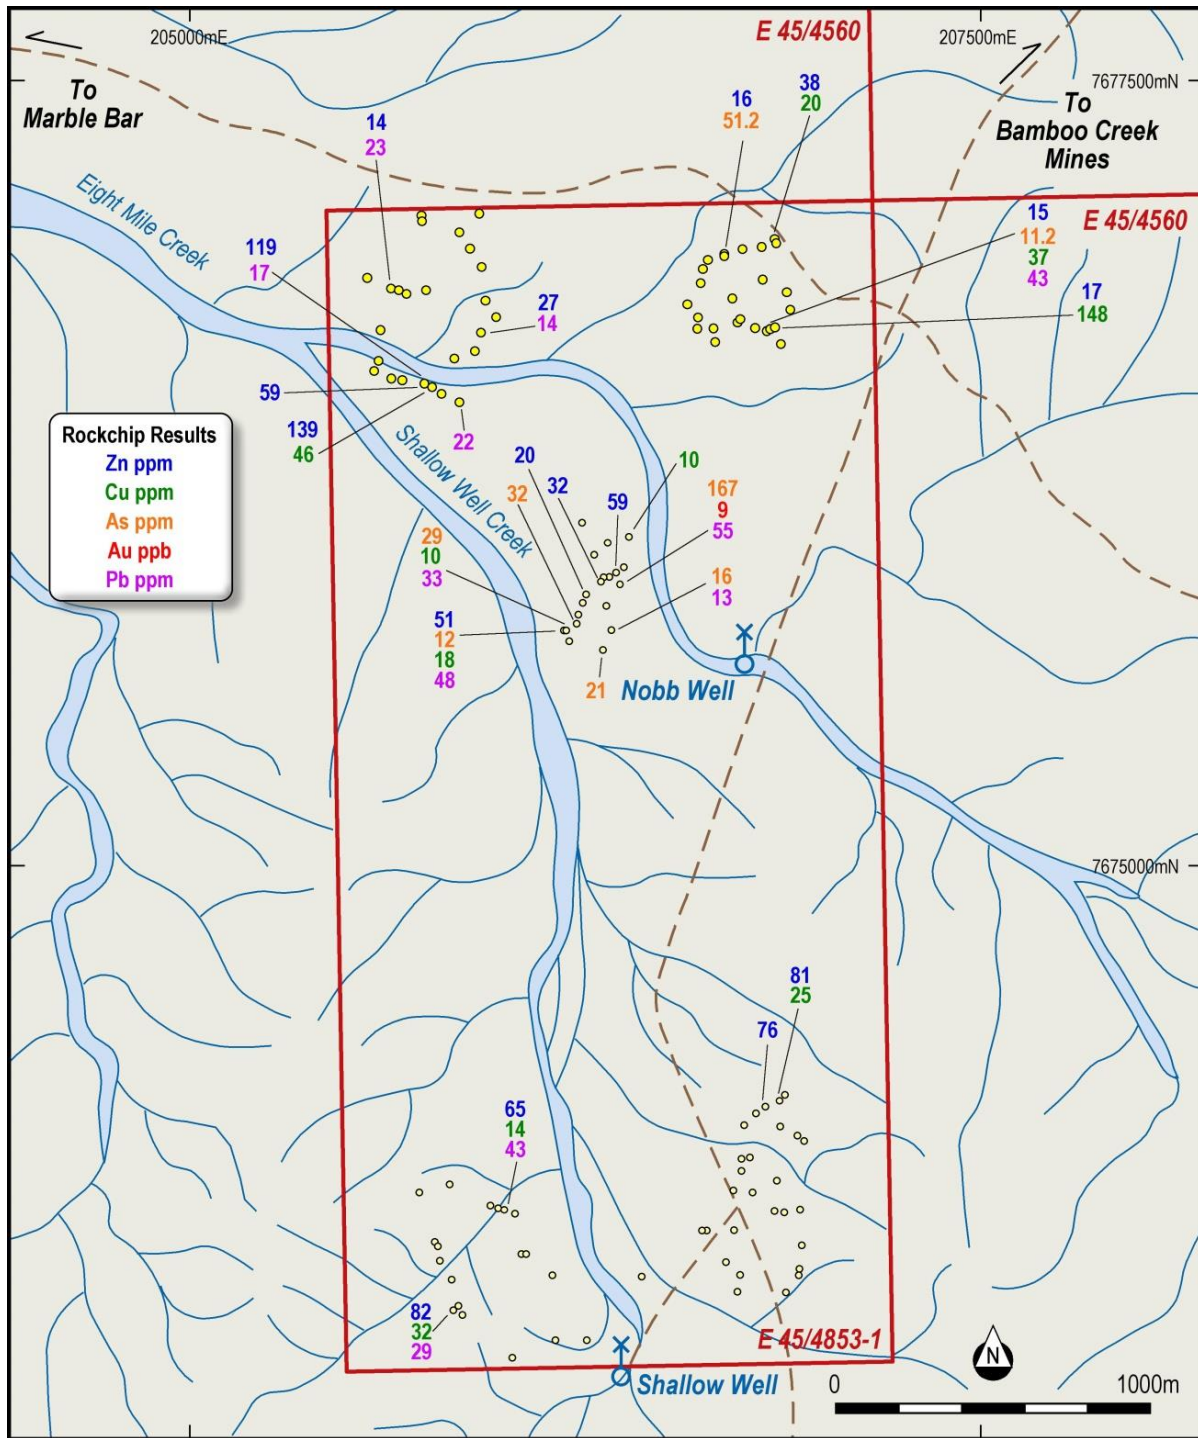 205000mE
E 45/4560
207500mE
To
Marble Bar
7677500mN
To
Bamboo Creek
Mines
38
20
16
51.2
14
23
Eight Mile Creek
E 45/4560
15
11.2
37
43
119
17
27
14
17
148
59
139
46
22
Rockchip Results
Zn ppm
Cu ppm
As ppm
Au ppb
Pb ppm
Shallow Well Creek
20
32
32
59
10
167
9
55
29
10
33
16
13
51
12
18
48
21
Nobb Well
7675000mN
81
25
76
65
14
43
82
32
29
E 45/4853-1
Shallow Well
N
0
1000m